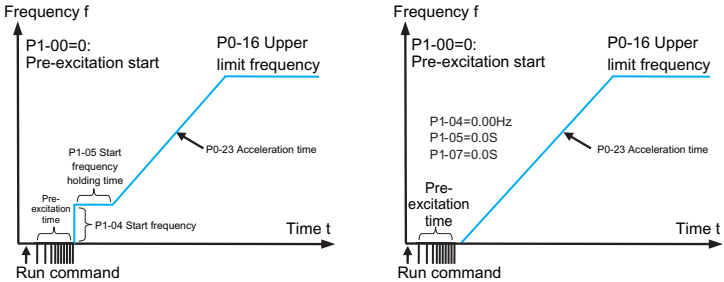 Frequency f
P1-00=0:
Pre-excitation start
P0-16 Upper
limit frequency
P1-05 Start
frequency
holding time
P0-23 Acceleration time
Pre-
excitation
time
P1-04 Start frequency
Time t
Run command
Frequency f
P1-00=0:
Pre-excitation start
P0-16 Upper
limit frequency
P1-04=0.00Hz
P1-05=0.0S
P1-07=0.0S
P0-23 Acceleration time
Pre-
excitation
time
Time t
Run command